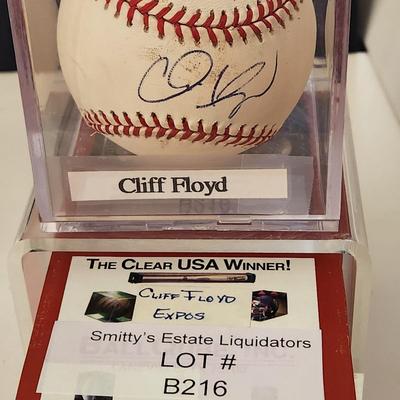 Cliff Floyd
B216
THE CLEAR USA WINNER!
CLIFF FLOYD
EXPOS
Smitty's Estate Liquidators
LOT #
B216